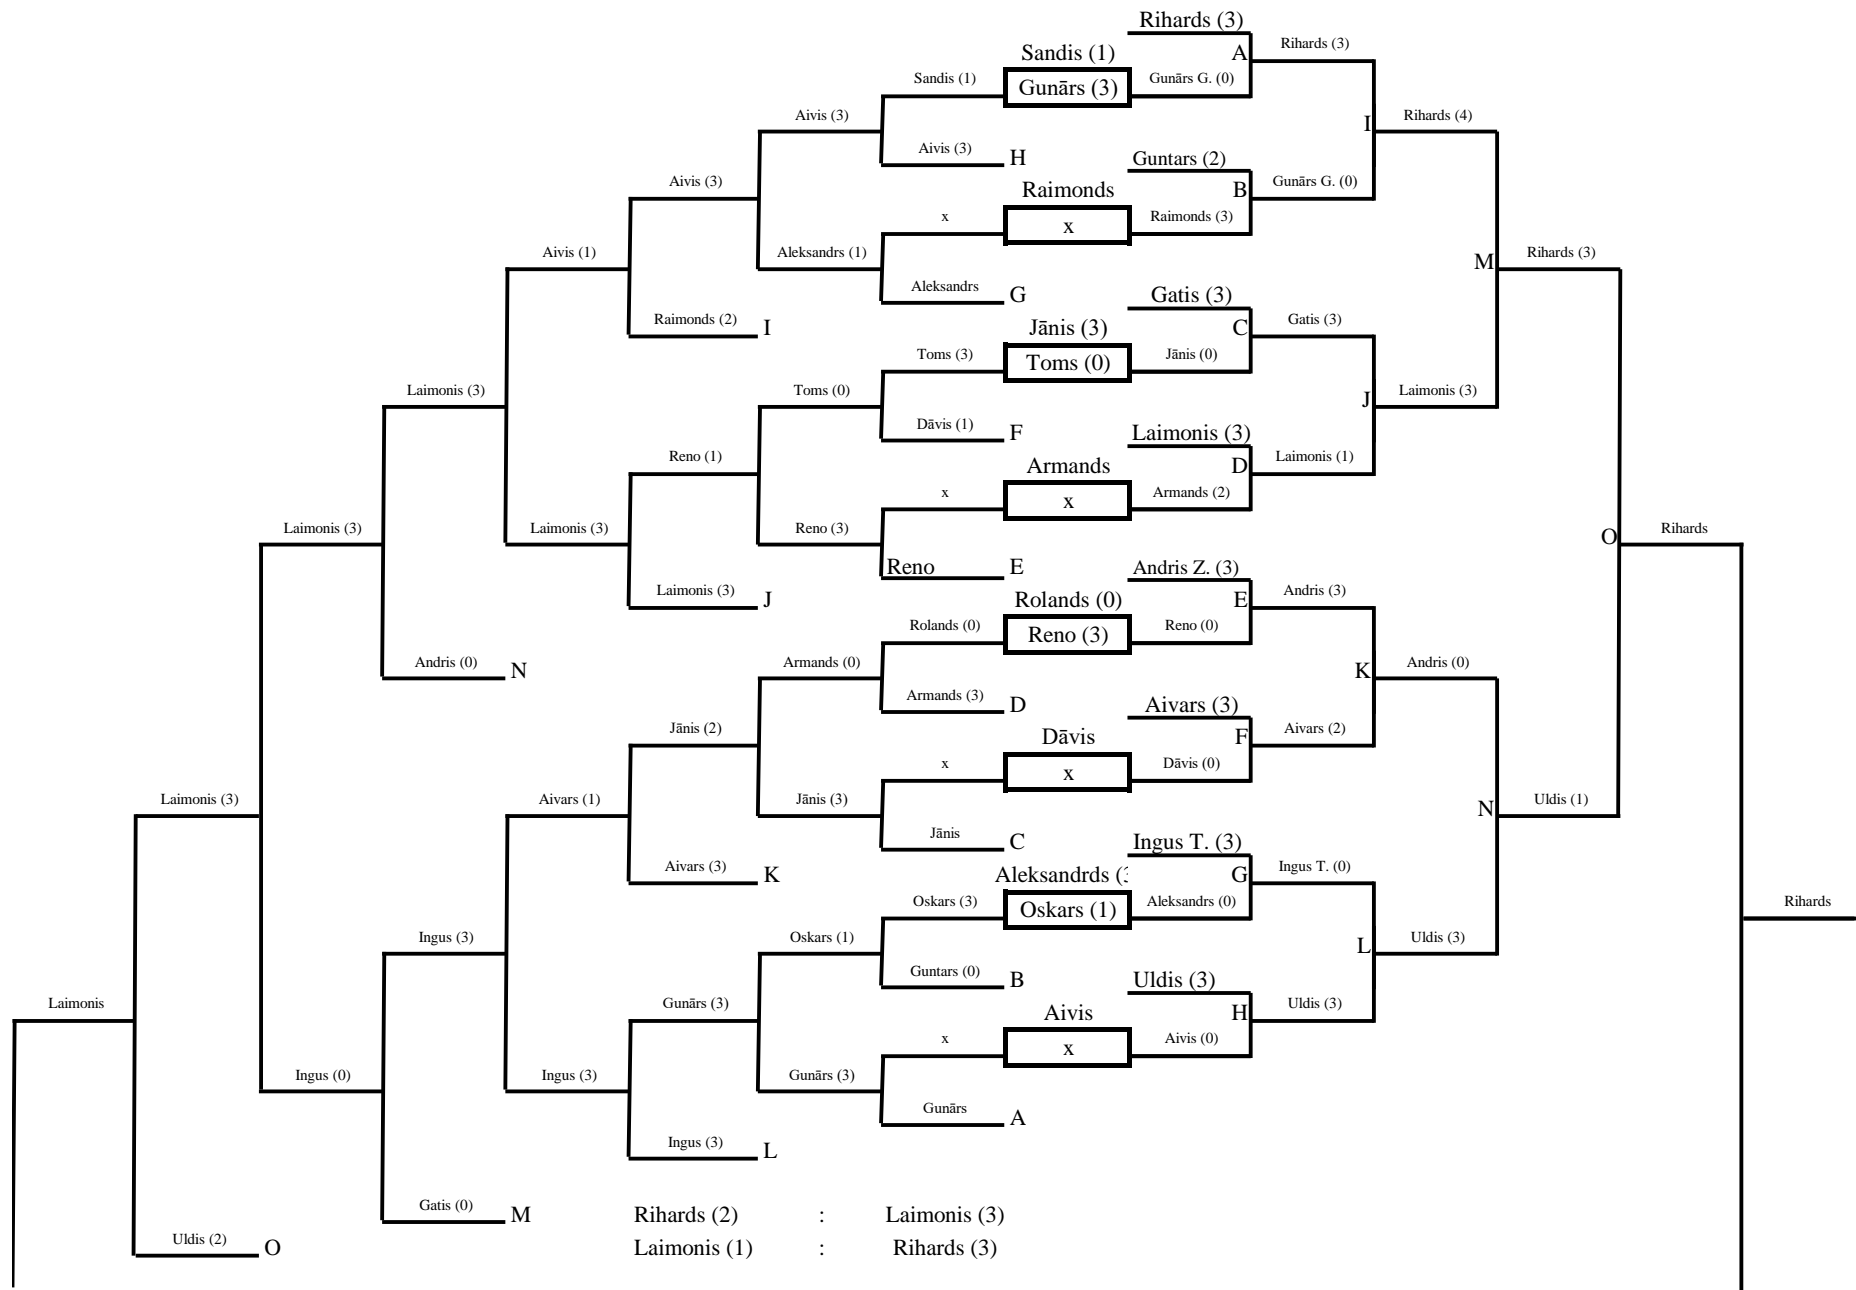 Rihards (3)
Sandis (1) A Rihards (3)
Sandis (1) Gunārs (3) Gunārs G. (0)
Aivis (3) I Rihards (4)
Aivis (3) H Guntars (2)
Aivis (3) Raimonds B Gunārs G. (0)
x x Raimonds (3)
Aivis (1) Aleksandrs (1) M Rihards (3)
Aleksandrs G Gatis (3)
Raimonds (2) I Jānis (3) C Gatis (3)
Toms (3) Toms (0) Jānis (0)
Laimonis (3) Toms (0) J Laimonis (3)
Dāvis (1) F Laimonis (3)
Reno (1) Armands D Laimonis (1)
x x Armands (2)
Laimonis (3) Laimonis (3) Reno (3) O Rihards
Reno E Andris Z. (3)
Laimonis (3) J Rolands (0) E Andris (3)
Rolands (0) Reno (3) Reno (0)
Andris (0) N Armands (0) K Andris (0)
Armands (3) D Aivars (3)
Jānis (2) Dāvis F Aivars (2)
x x Dāvis (0)
Laimonis (3) Aivars (1) Jānis (3) N Uldis (1)
Jānis C Ingus T. (3)
Aivars (3) K Aleksandrds (3 G Ingus T. (0)
Oskars (3) Oskars (1) Aleksandrs (0) Rihards
Ingus (3) Oskars (1) L Uldis (3)
Guntars (0) B Uldis (3)
Laimonis Gunārs (3) Aivis H Uldis (3)
x x Aivis (0)
Ingus (0) Ingus (3) Gunārs (3)
Gunārs A
Ingus (3) L
Gatis (0) M Rihards (2) : Laimonis (3)
Uldis (2) O Laimonis (1) : Rihards (3)